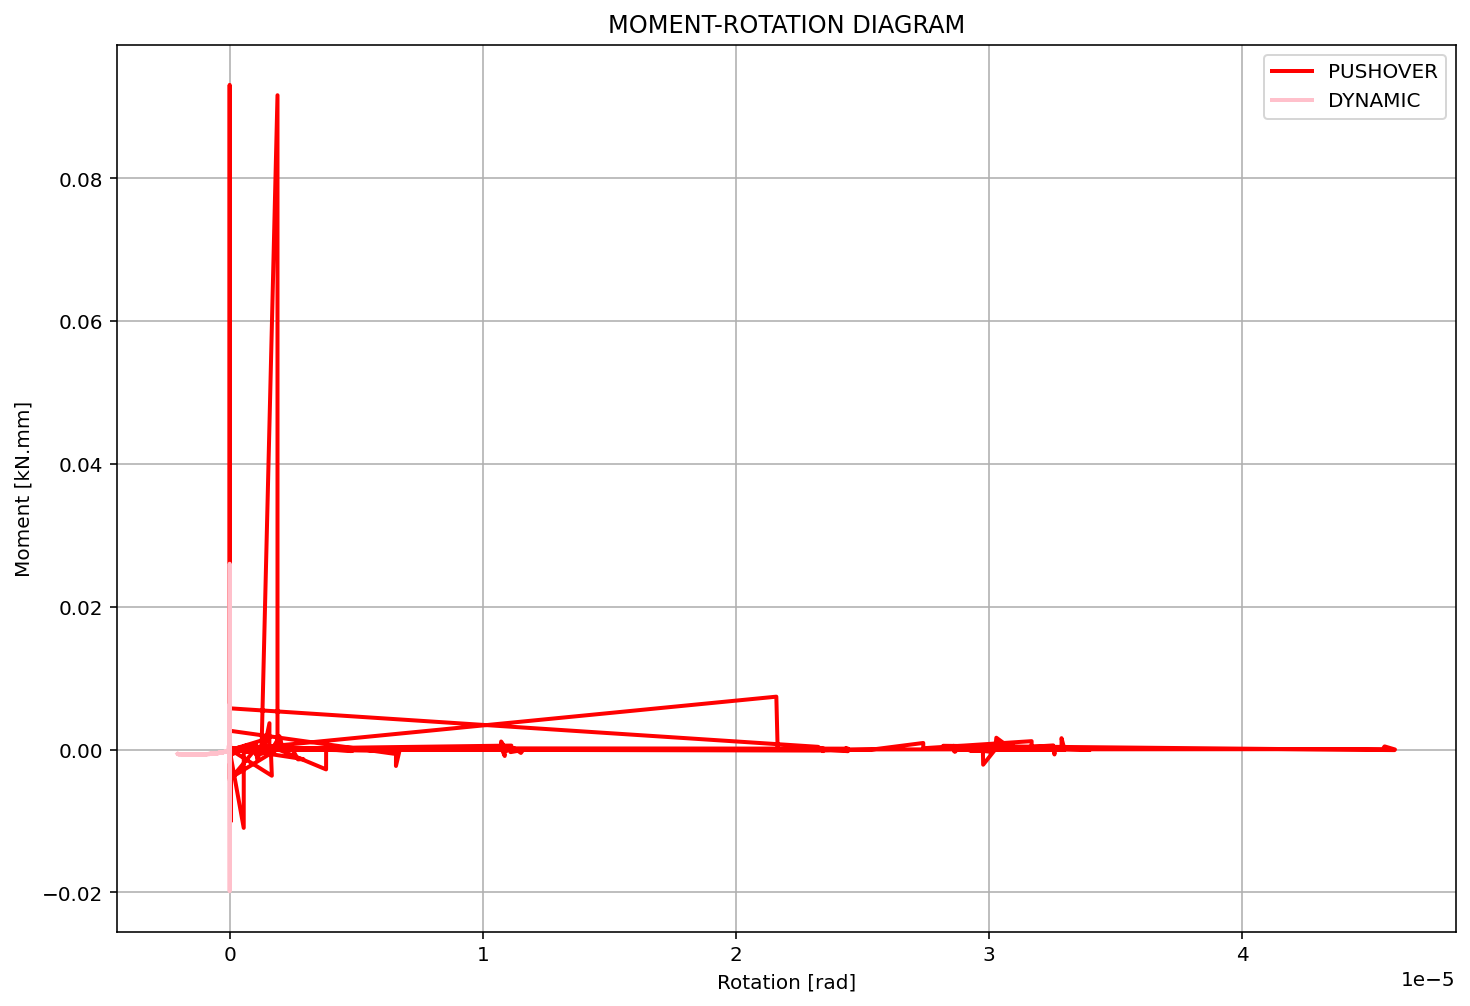 MOMENT-ROTATION DIAGRAM
PUSHOVER
DYNAMIC
0.08
0.06
0.04
0.02
0.00
−0.02
Moment [kN.mm]
0 1 2 3 4
1e−5
Rotation [rad]